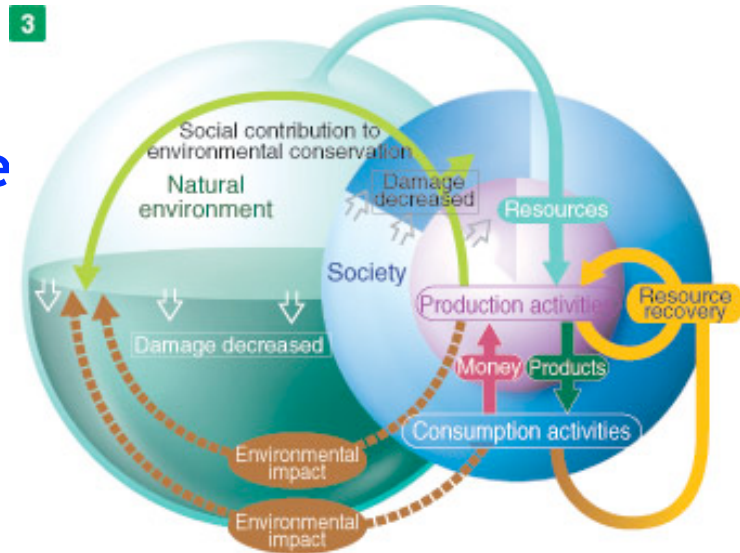 3
e
Social contribution to
environmental conservation
Natural
environment
Damage
decreased
Resources
Society
Production activities
Resource
recovery
Damage decreased
Money
Products
Consumption activities
Environmental
impact
Environmental
impact